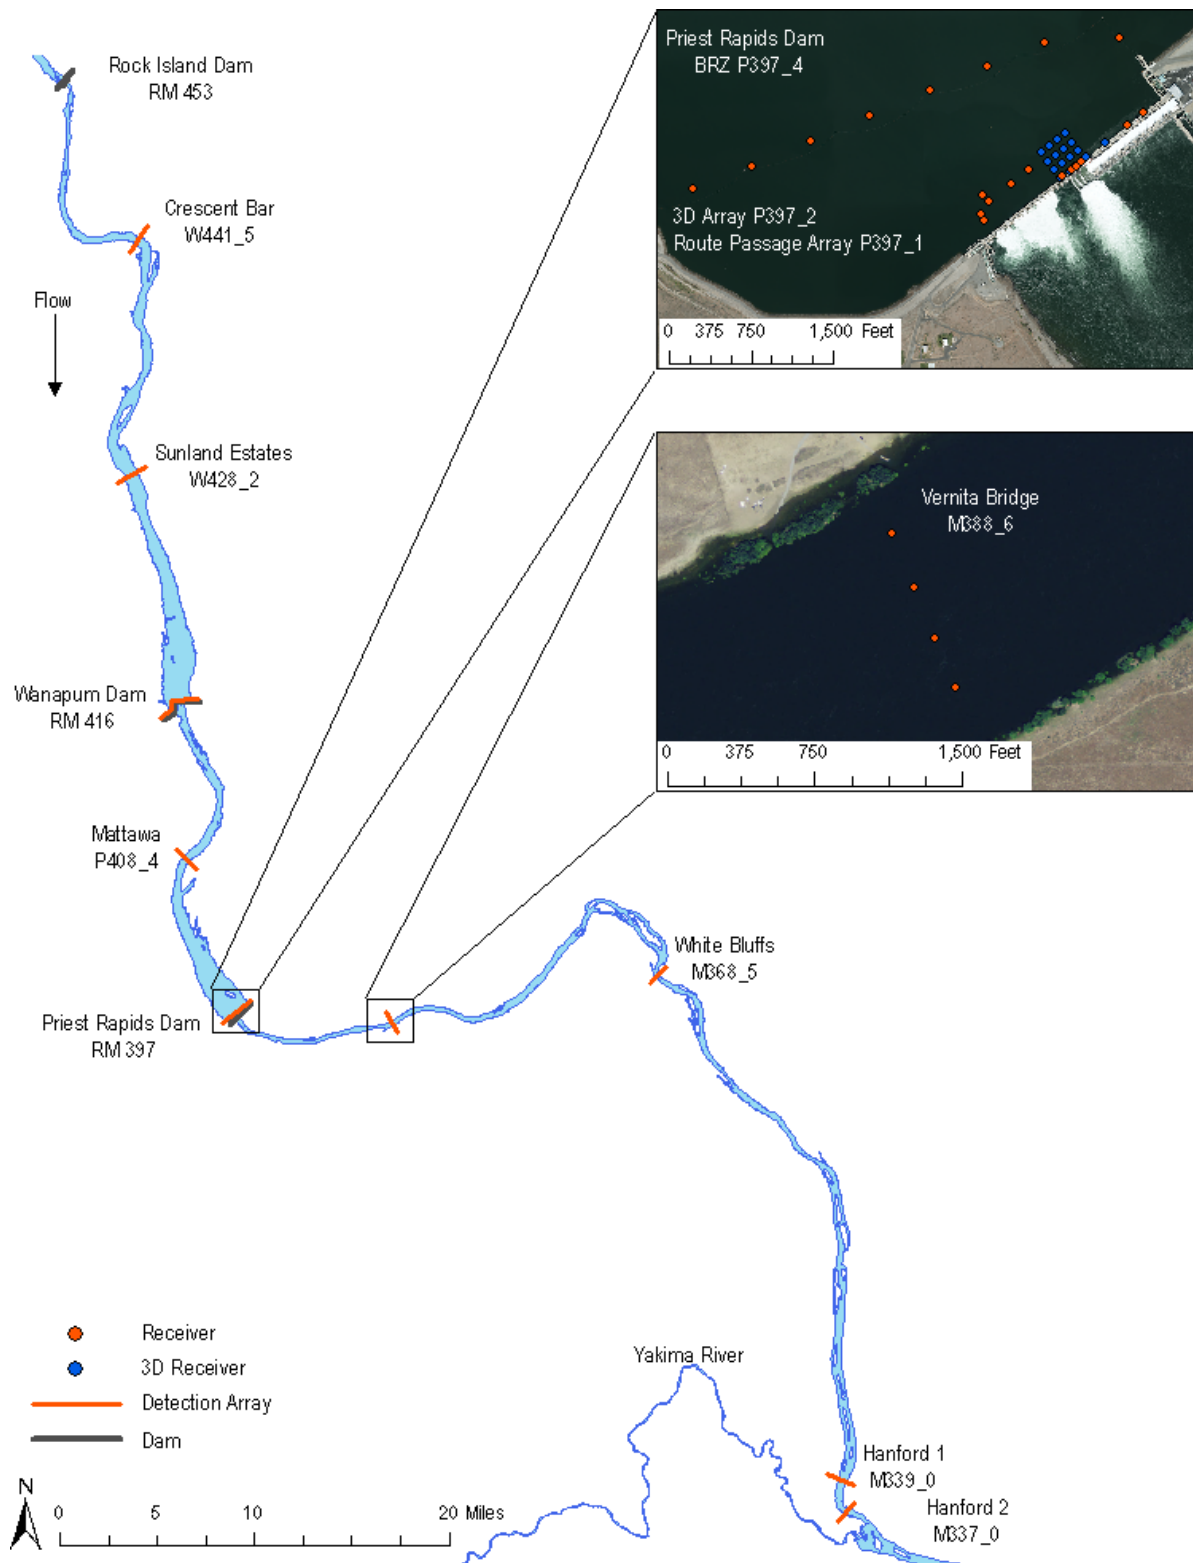 Rock Island Dam
RM 453
Crescent Bar
W441_5
Flow
Sunland Estates
W428_2
Wanapum Dam
RM 416
Mattawa
P408_4
Priest Rapids Dam
RM 397
Priest Rapids Dam
BRZ P397_4
3D Array P397_2
Route Passage Array P397_1
0 375 750 1,500 Feet
Vernita Bridge
M388_6
0 375 750 1,500 Feet
White Bluffs
M368_5
Yakima River
Hanford 1
M339_0
Hanford 2
M337_0
Receiver
3D Receiver
Detection Array
Dam
N
0 5 10 20 Miles